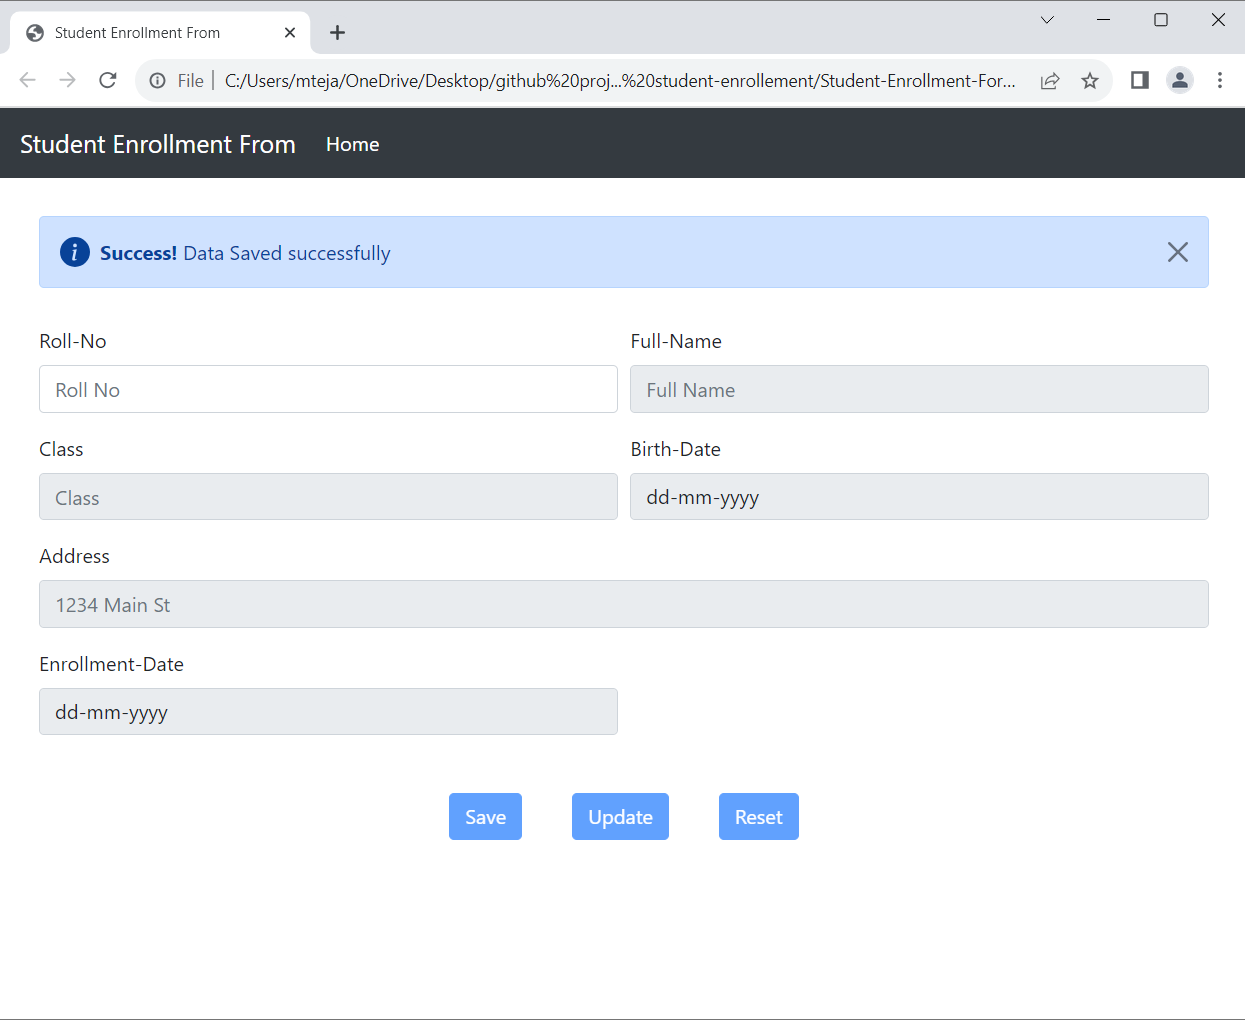 Student Enrollment From
File | C:/Users/mteja/OneDrive/Desktop/github%20proj...%20student-enrollement/Student-Enrollment-For...
Student Enrollment From Home
i Success! Data Saved successfully
Roll-No Full-Name
Roll No Full Name
Class Birth-Date
Class dd-mm-yyyy
Address
1234 Main St
Enrollment-Date
dd-mm-yyyy
Save Update Reset